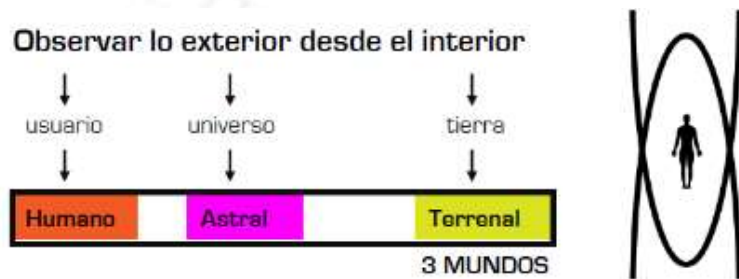 Observar lo exterior desde el interior
usuario universo tierra
Humano Astral Terrenal
3 MUNDOS